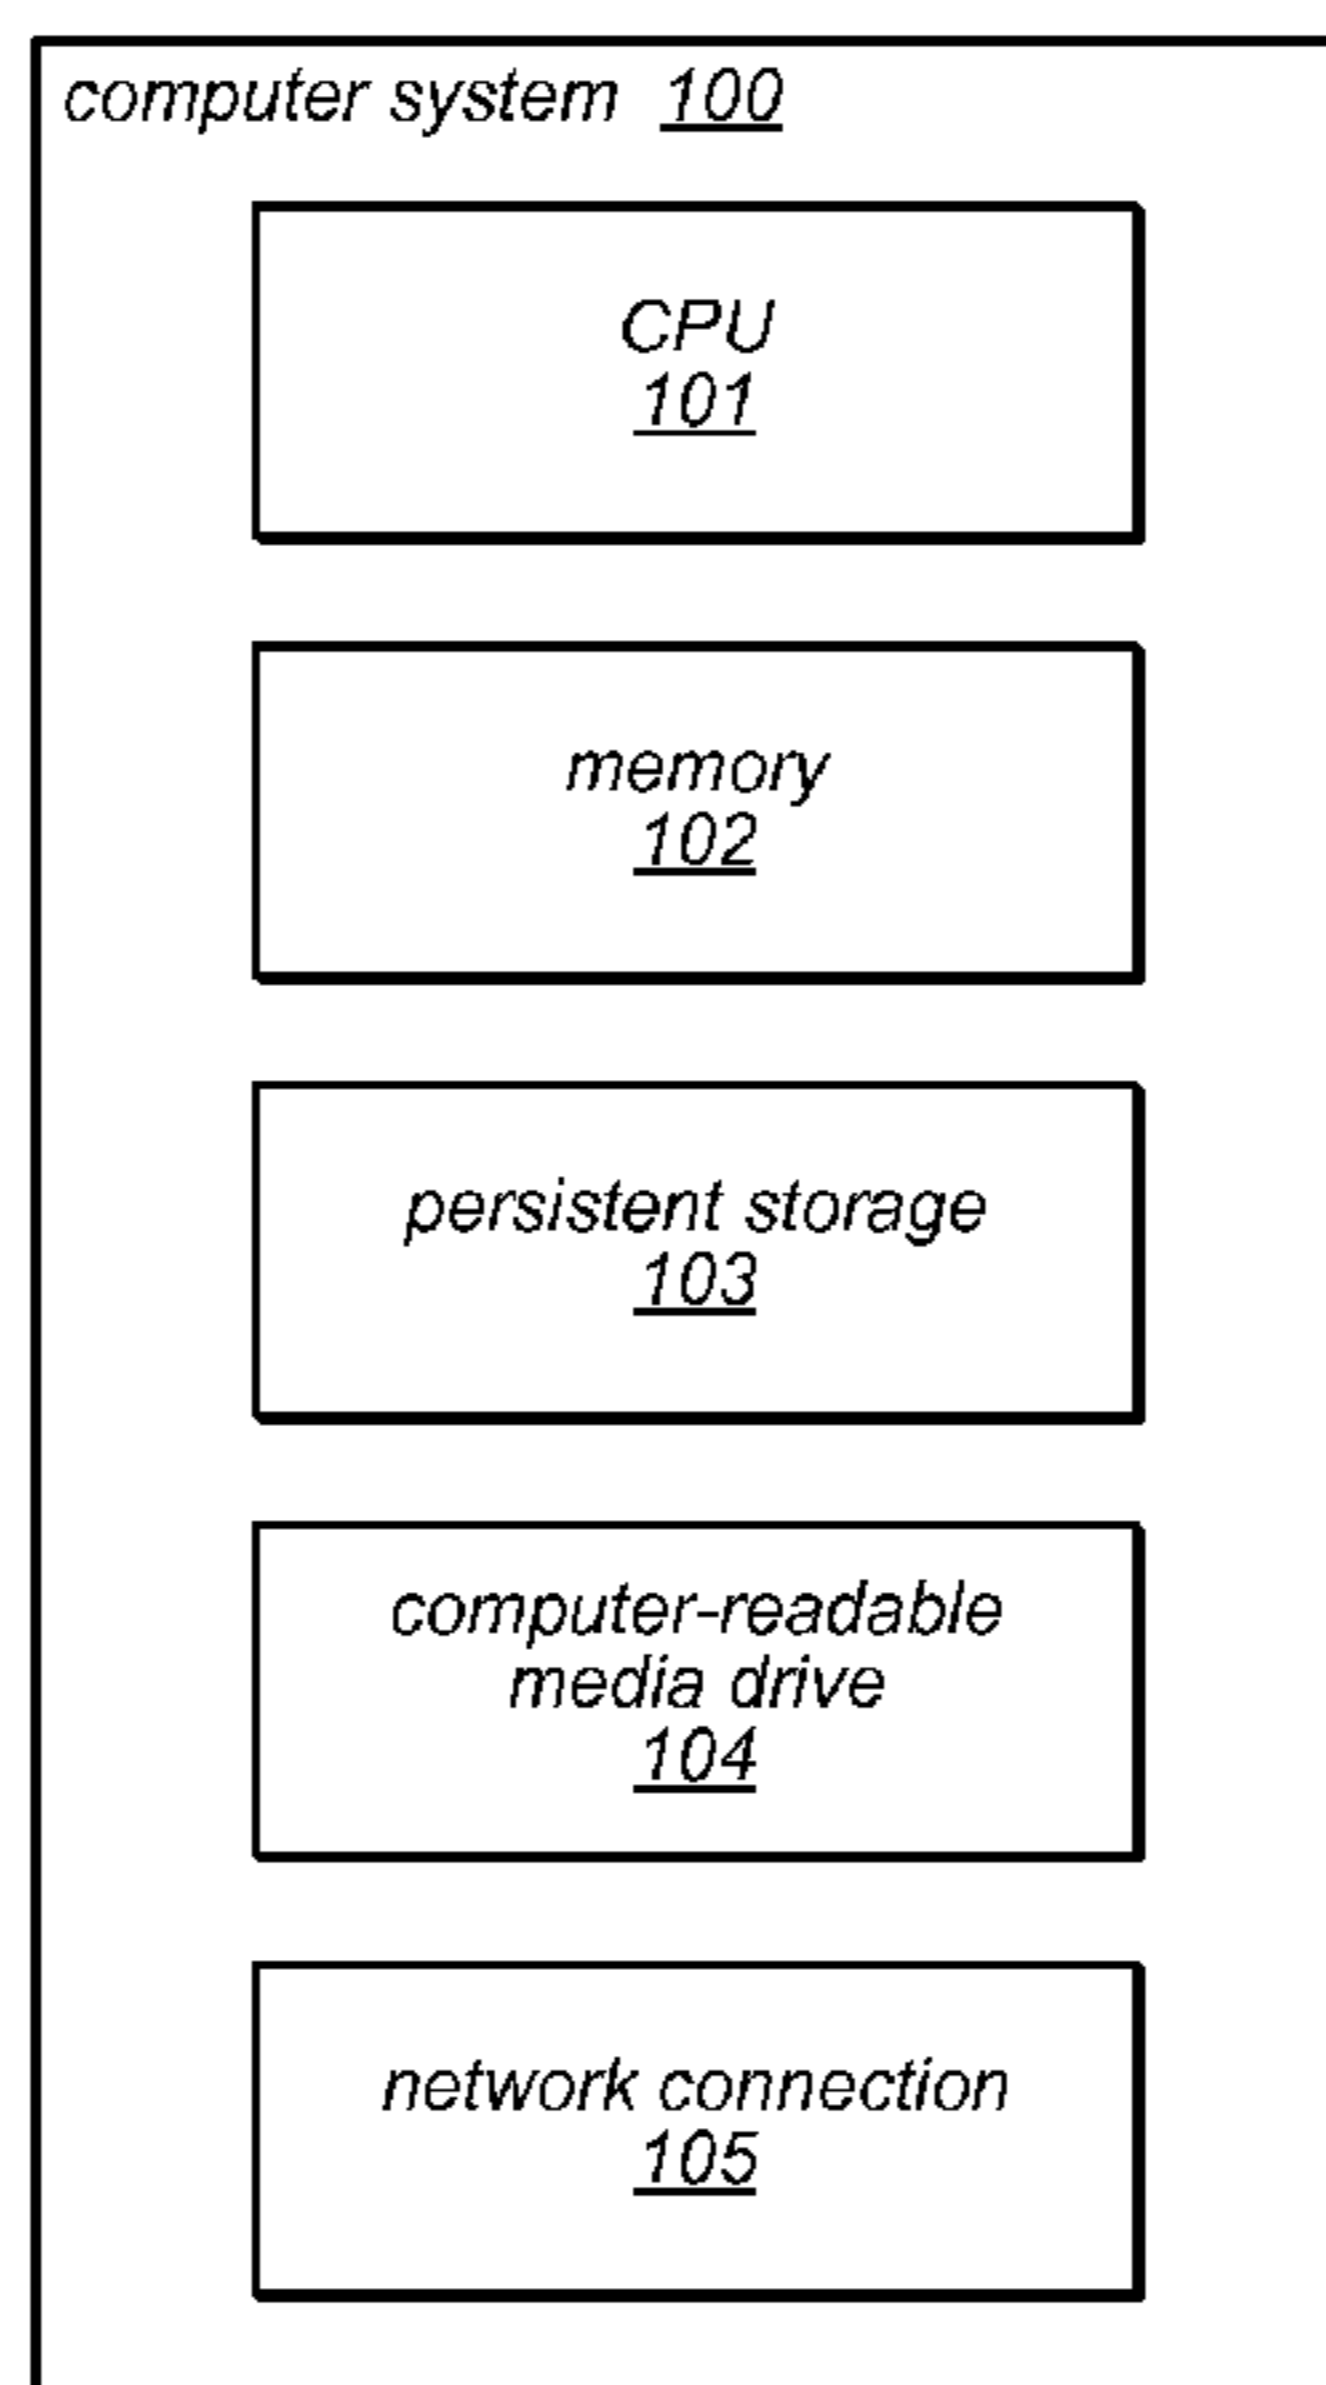 computer system 100
CPU
101
memory
102
persistent storage
103
computer-readable
media drive
104
network connection
105